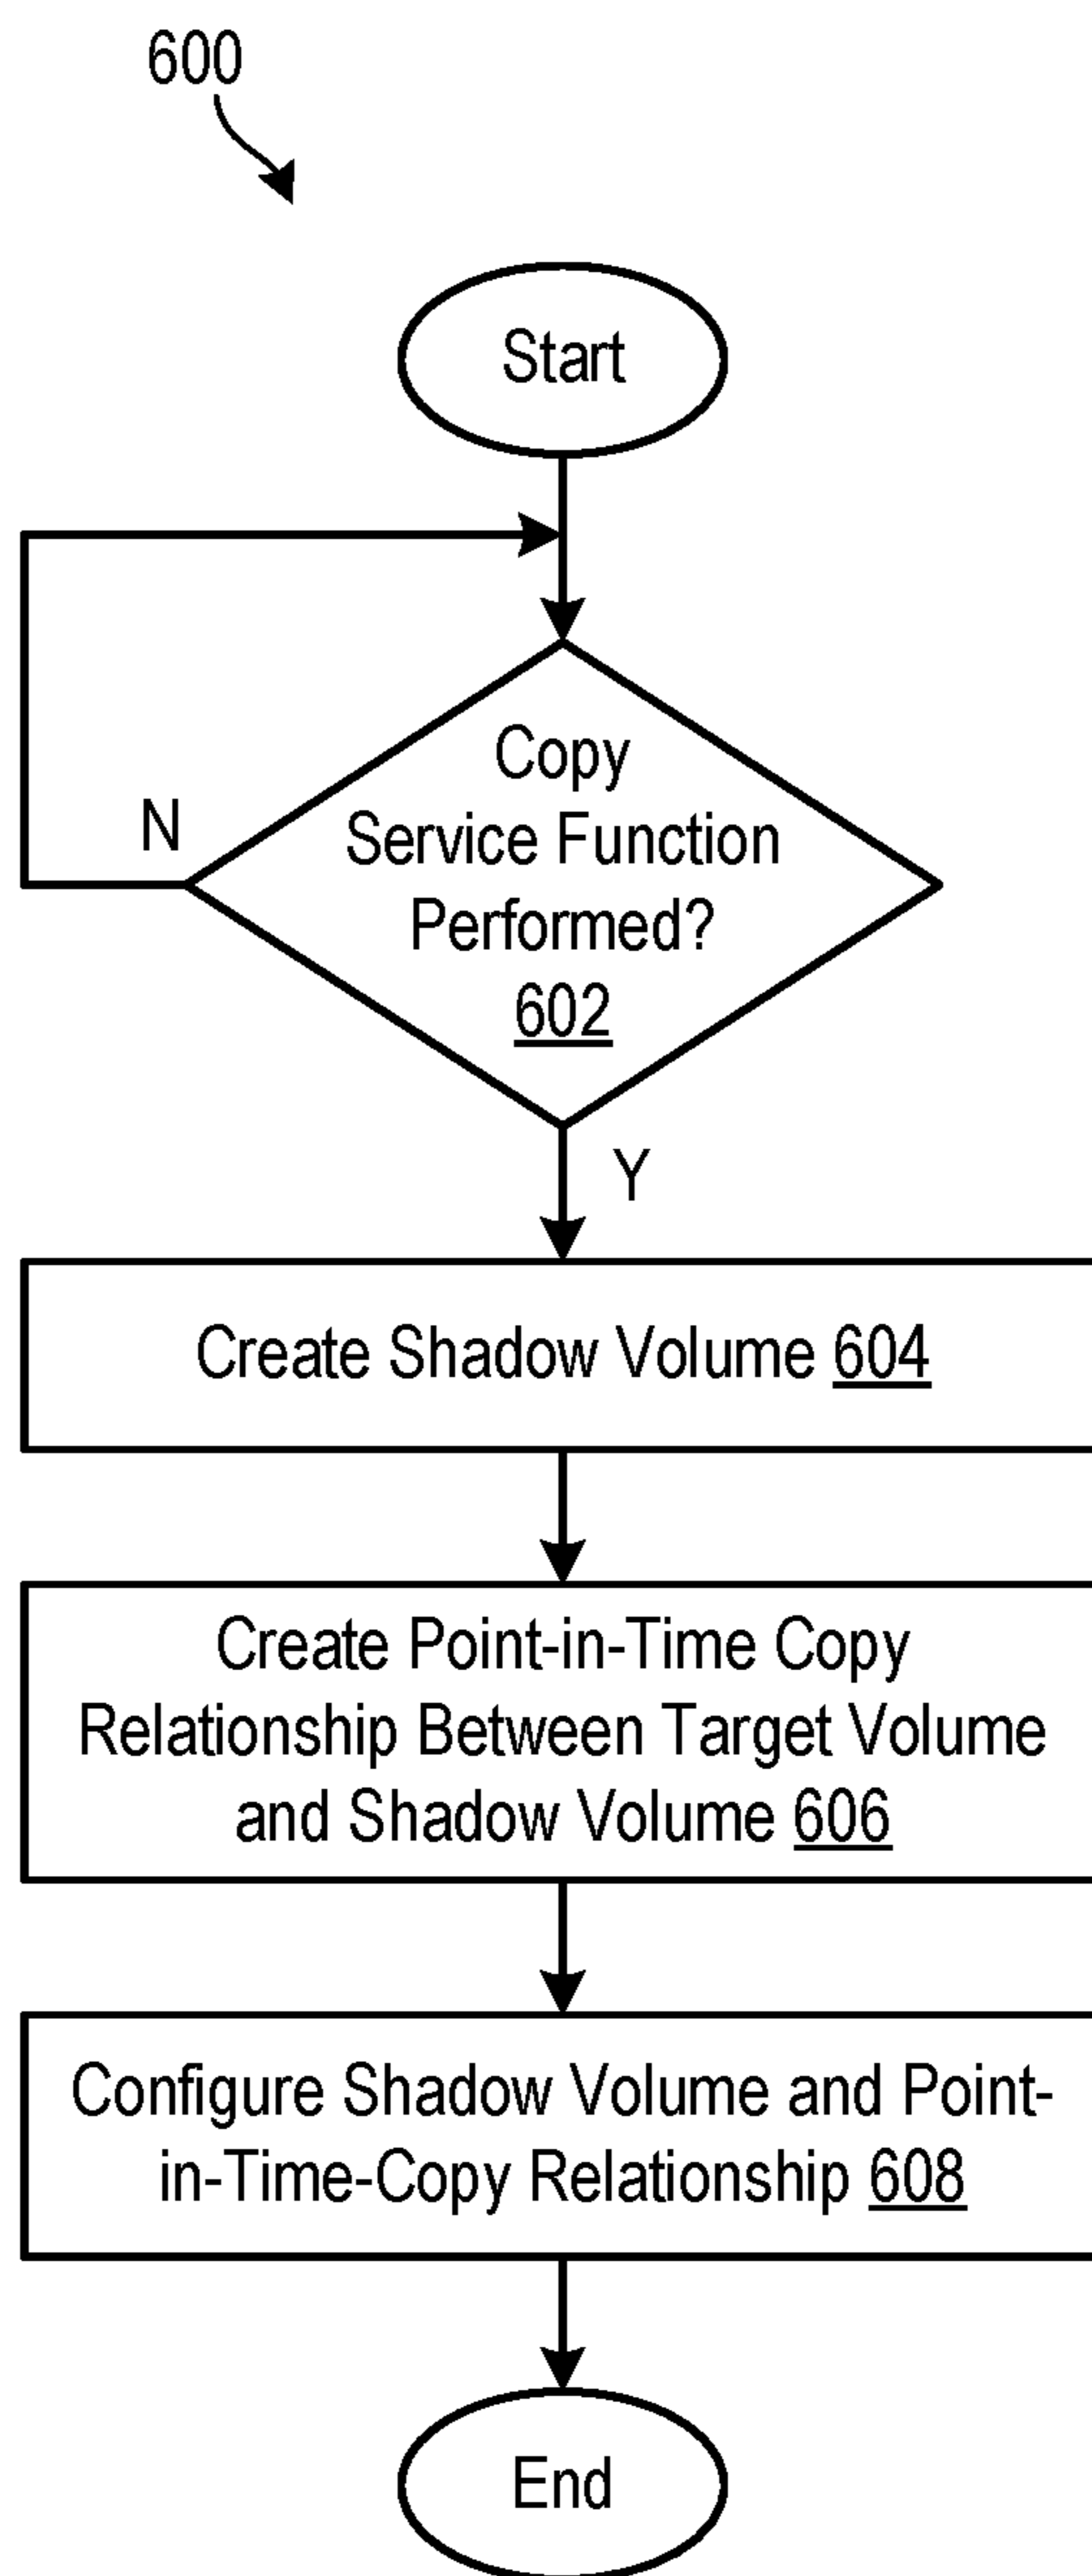 600
Start
Copy
Service Function
Performed?
602
N
Y
Create Shadow Volume 604
Create Point-in-Time Copy
Relationship Between Target Volume
and Shadow Volume 606
Configure Shadow Volume and Point-
in-Time-Copy Relationship 608
End